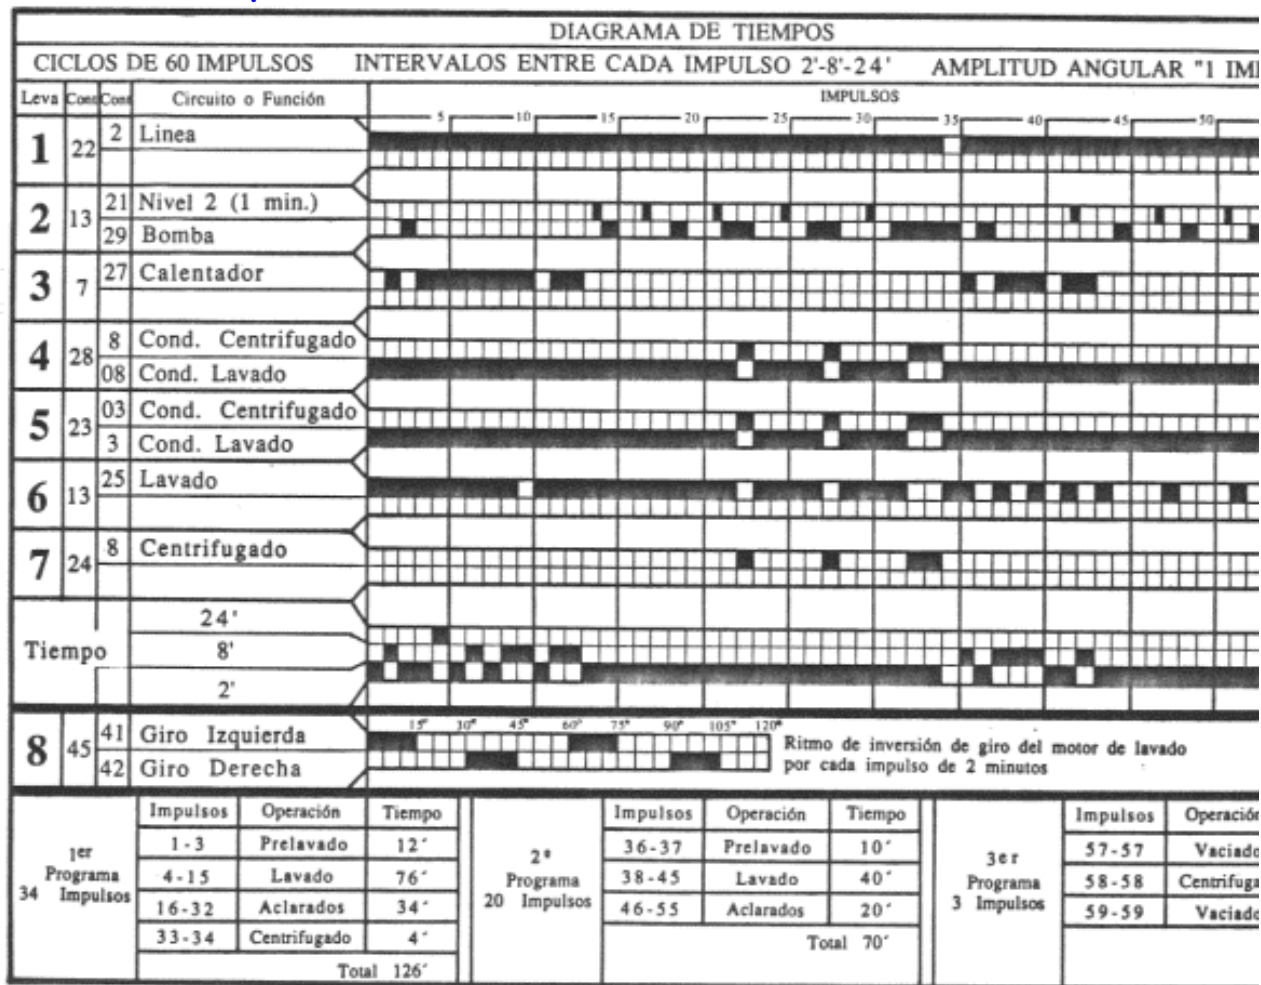 DIAGRAMA DE TIEMPOS
CICLOS DE 60 IMPULSOS INTERVALOS ENTRE CADA IMPULSO 2'-8'-24' AMPLITUD ANGULAR "1 IMI
Leva Cont Cont Circuito o Función IMPULSOS
5 10 15 20 25 30 35 40 45 50
1 22 2 Linea
2 13 21 Nivel 2 (1 min.)
29 Bomba
3 7 27 Calentador
4 28 8 Cond. Centrifugado
08 Cond. Lavado
5 23 03 Cond. Centrifugado
3 Cond. Lavado
6 13 25 Lavado
7 24 8 Centrifugado
Tiempo
24'
8'
2'
15° 30° 45° 60° 75° 90° 105° 120°
8 45 41 Giro Izquierda
42 Giro Derecha
Ritmo de inversión de giro del motor de lavado
por cada impulso de 2 minutos
1er
Programa
34 Impulsos
Impulsos Operación Tiempo
1-3 Prelavado 12´
4-15 Lavado 76´
16-32 Aclarados 34´
33-34 Centrifugado 4´
Total 126´
2º
Programa
20 Impulsos
Impulsos Operación Tiempo
36-37 Prelavado 10´
38-45 Lavado 40´
46-55 Aclarados 20´
Total 70´
3er
Programa
3 Impulsos
Impulsos Operación
57-57 Vaciado
58-58 Centrifuga
59-59 Vaciado